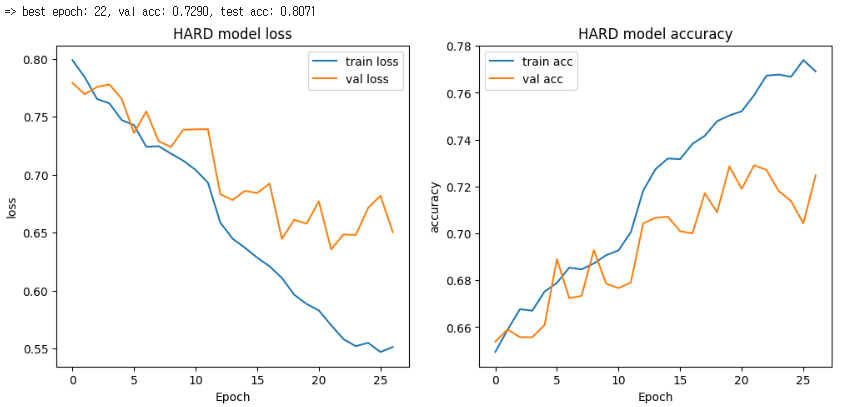 => best epoch: 22, val acc: 0.7290, test acc: 0.8071
HARD model loss
train loss
val loss
0.80
0.75
0.70
0.65
0.60
0.55
loss
0
5
10
15
20
25
Epoch
HARD model accuracy
train acc
val acc
0.78
0.76
0.74
0.72
0.70
0.68
0.66
accuracy
0
5
10
15
20
25
Epoch